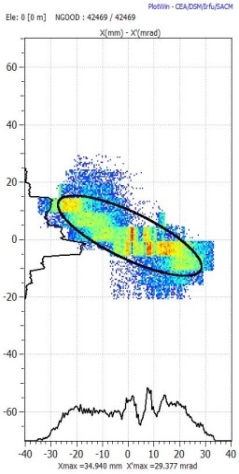 PlotWin - CEA/DSM/Irfu/SACM
Ele: 0 [0 m] NGOOD : 42469 / 42469
X(mm) - X'(mrad)
60
40
20
0
-20
-40
-60
-40 -30 -20 -10 0 10 20 30 40
Xmax =34.940 mm X'max =29.377 mrad